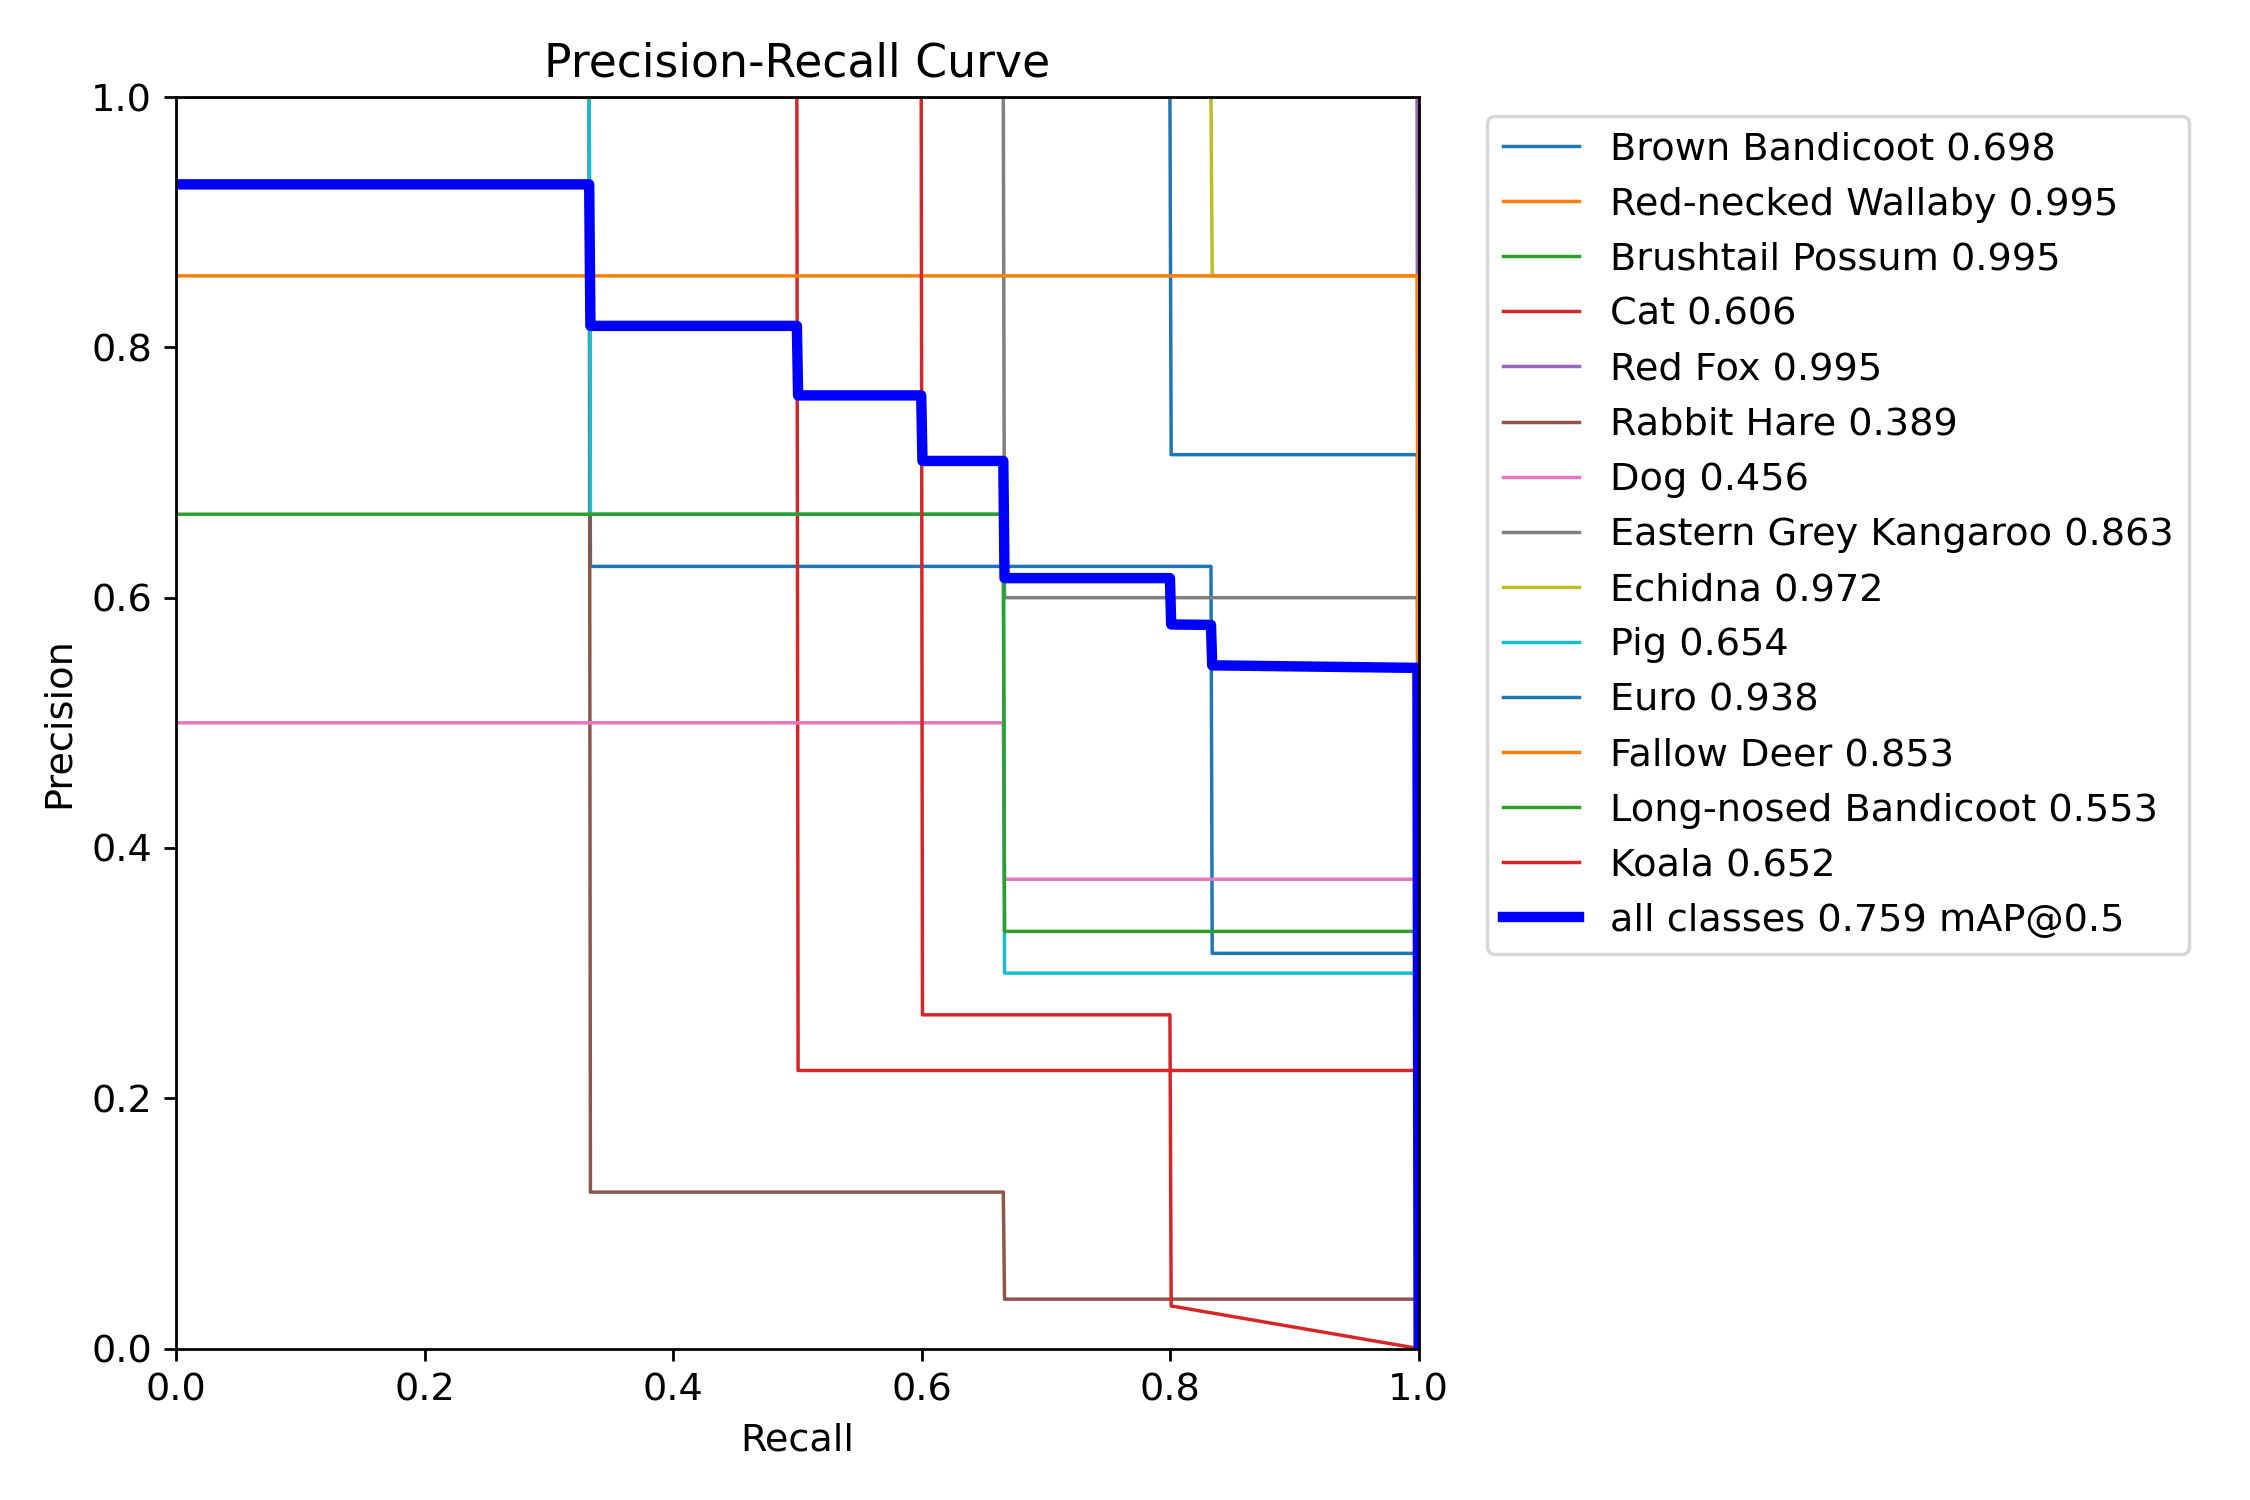 Precision-Recall Curve
1.0
0.8
0.6
0.4
0.2
0.0
0.0 0.2 0.4 0.6 0.8 1.0
Precision
Recall
Brown Bandicoot 0.698
Red-necked Wallaby 0.995
Brushtail Possum 0.995
Cat 0.606
Red Fox 0.995
Rabbit Hare 0.389
Dog 0.456
Eastern Grey Kangaroo 0.863
Echidna 0.972
Pig 0.654
Euro 0.938
Fallow Deer 0.853
Long-nosed Bandicoot 0.553
Koala 0.652
all classes 0.759 mAP@0.5